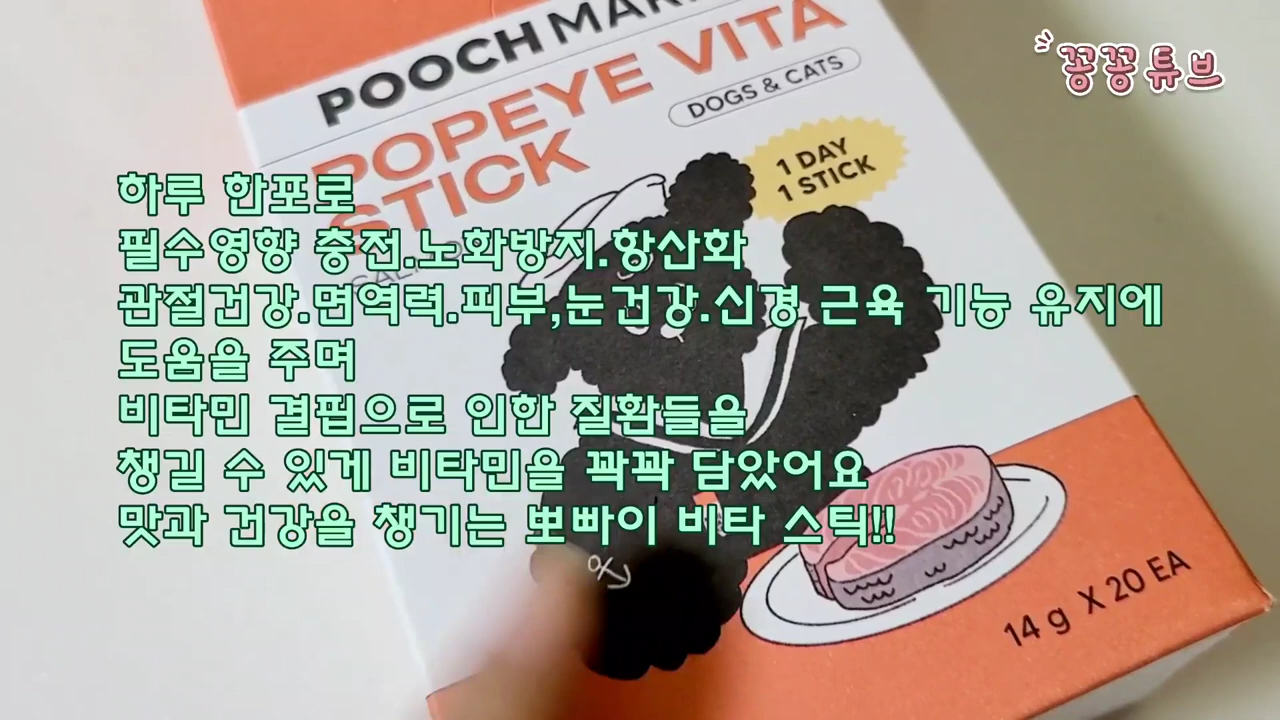 꽁꽁튜브
POOCH
POPEYE VITA
STICK
DOGS & CATS
1 DAY
1 STICK
하루 한포로
필수영향 충전.노화방지.항산화
관절건강.면역력.피부,눈건강.신경 근육 기능 유지에
도움을 주며
비타민 결핍으로 인한 질환들을
챙길 수 있게 비타민을 꽉꽉 담았어요
맛과 건강을 챙기는 뽀빠이 비타 스틱!!
14 g X 20 EA